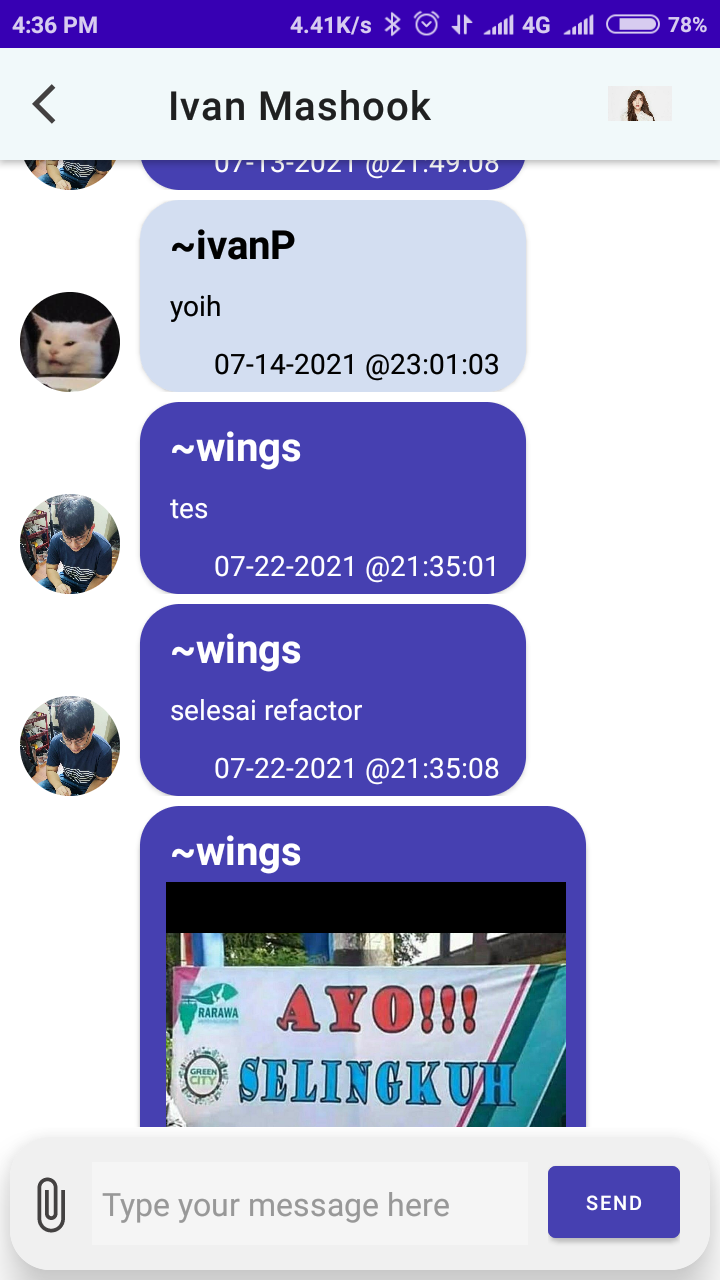 4:36 PM 4.41K/s 4G 78%
Ivan Mashook
07-13-2021 @21:49:08
~ivanP
yoih
07-14-2021 @23:01:03
~wings
tes
07-22-2021 @21:35:01
~wings
selesai refactor
07-22-2021 @21:35:08
~wings
AYO!!!
RARAWA
SELINGKUH
GREEN
CITY
Type your message here
SEND